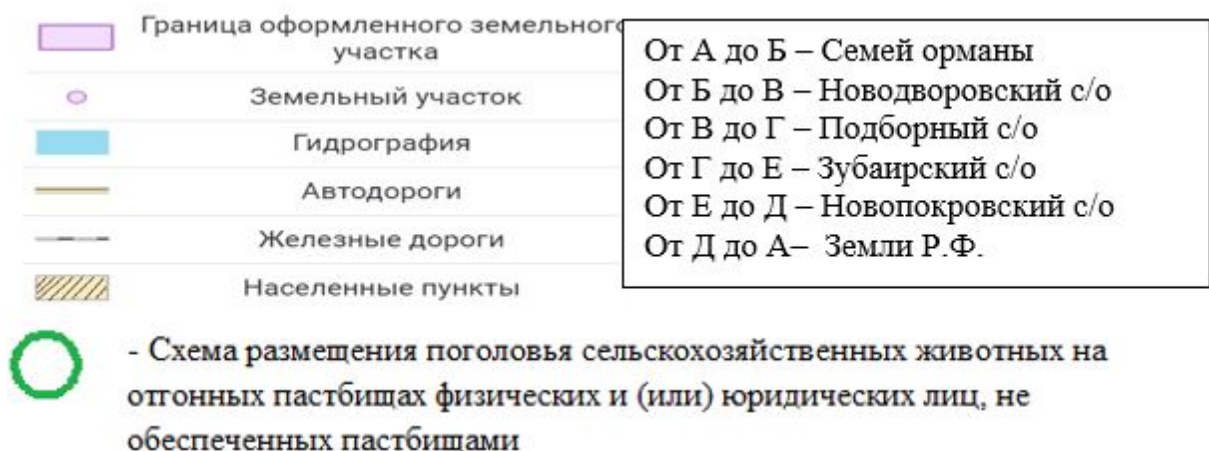 Граница оформленного земельного
участка
Земельный участок
Гидрография
Автодороги
Железные дороги
Населенные пункты
От А до Б – Семей орманы
От Б до В – Новодворовский с/о
От В до Г – Подборный с/о
От Г до Е – Зубаирский с/о
От Е до Д – Новопокровский с/о
От Д до А– Земли Р.Ф.
- Схема размещения поголовья сельскохозяйственных животных на
отгонных пастбищах физических и (или) юридических лиц, не
обеспеченных пастбищами